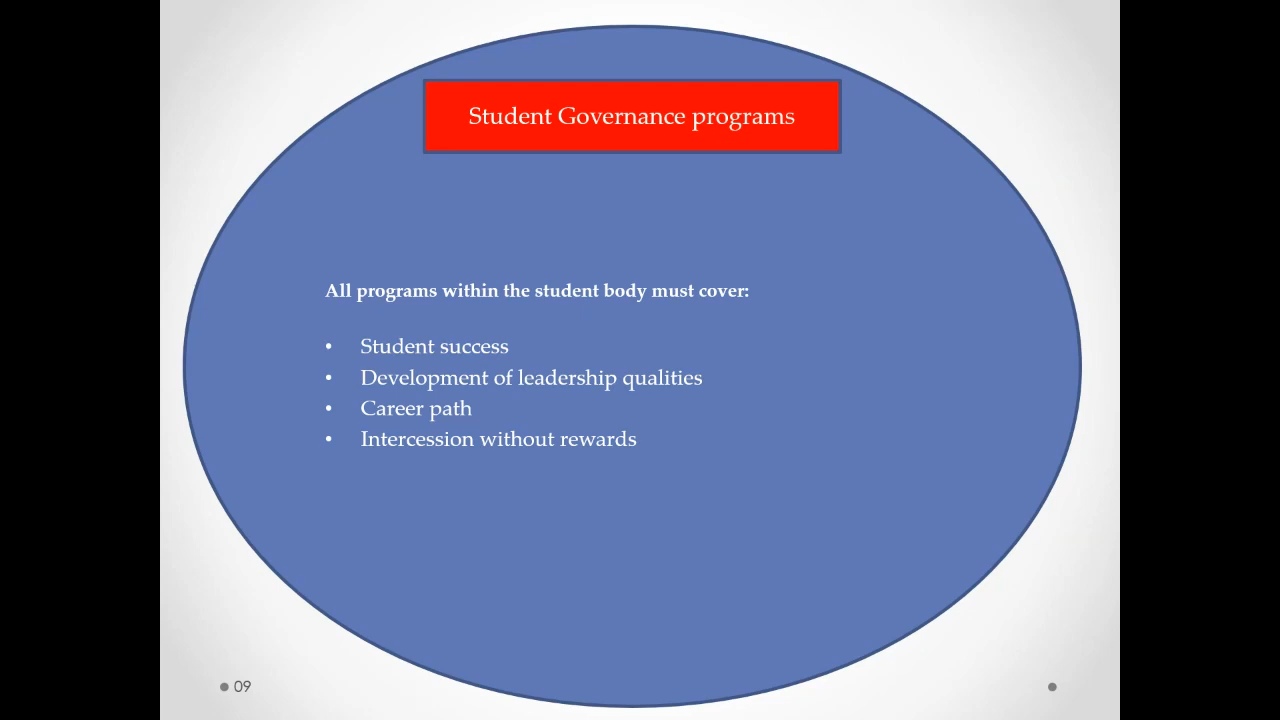 Student Governance programs
All programs within the student body must cover:
• Student success
• Development of leadership qualities
• Career path
• Intercession without rewards
09